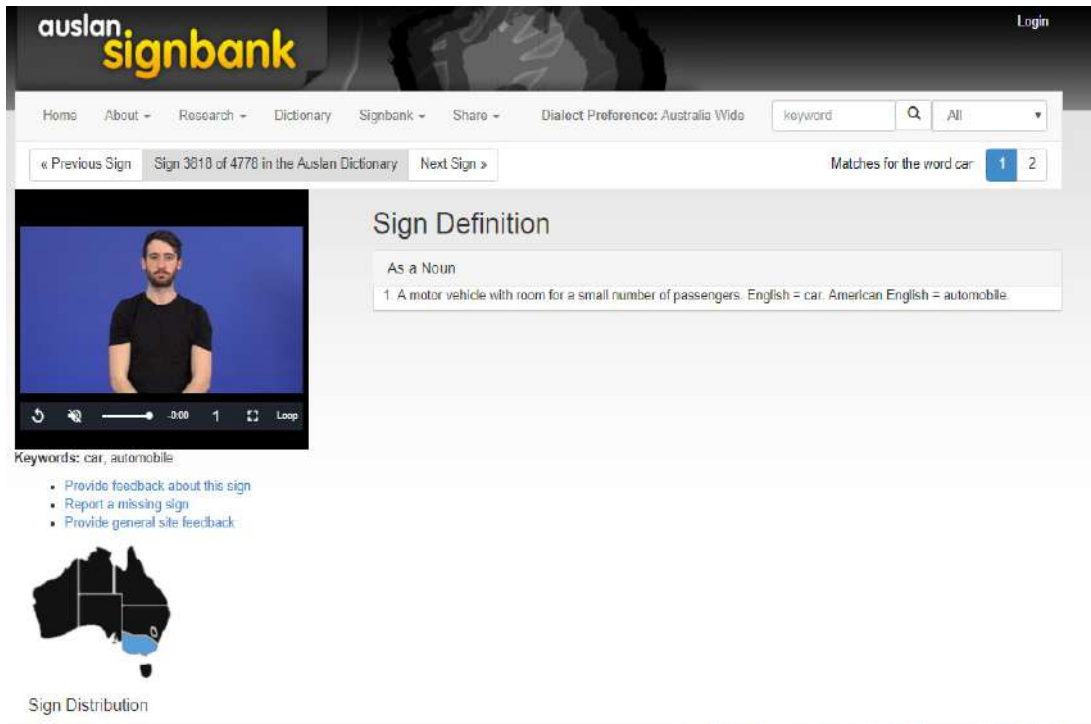 auslan
signbank
Login
Home About Research Dictionary Signbank Share Dialect Preference: Australia Wide keyword All
« Previous Sign Sign 3818 of 4778 in the Auslan Dictionary Next Sign » Matches for the word car 1 2
Sign Definition
As a Noun
1. A motor vehicle with room for a small number of passengers. English = car. American English = automobile.
-0:00 1 Loop
Keywords: car, automobile
Provide feedback about this sign
Report a missing sign
Provide general site feedback
Sign Distribution